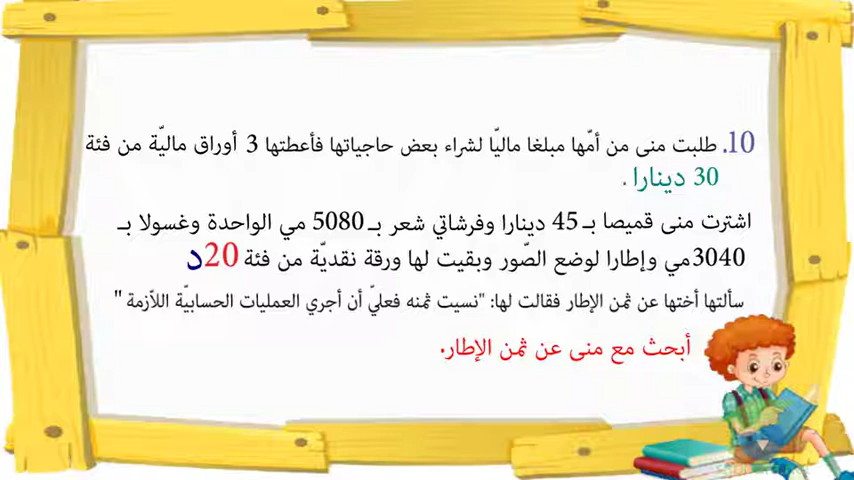 10. طلبت منى من أمّها مبلغا ماليّا لشراء بعض حاجياتها فأعطتها 3 أوراق ماليّة من فئة
30 دينارا .
اشترت منى قميصا بـ 45 دينارا وفرشاتي شعر بـ 5080 مي الواحدة وغسولا بـ
3040مي وإطارا لوضع الصّور وبقيت لها ورقة نقديّة من فئة 20د
سألتها أختها عن ثمن الإطار فقالت لها: "نسيت ثمنه فعليّ أن أجري العمليات الحسابيّة اللاّزمة "
أبحث مع منى عن ثمن الإطار.